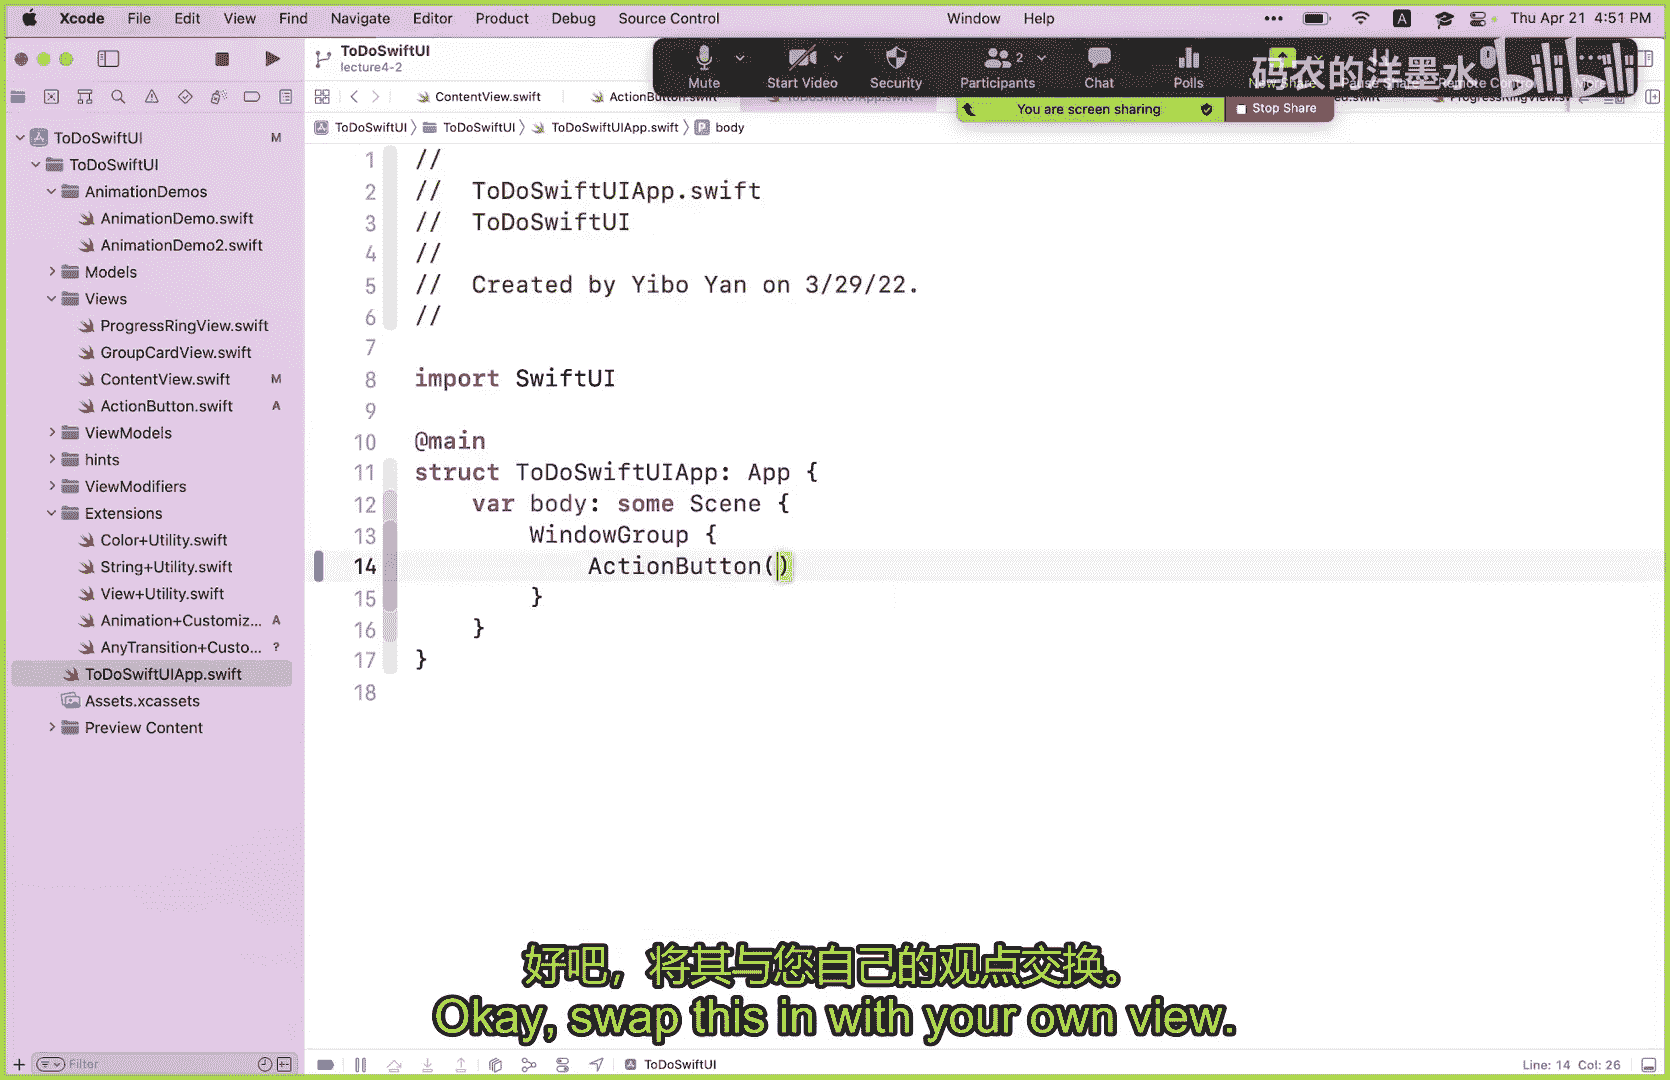 Xcode File Edit View Find Navigate Editor Product Debug Source Control Window Help Thu Apr 21 4:51 PM
ToDoSwiftUI
lecture4-2
Mute Start Video Security Participants 2 Chat Polls
码农的洋墨水
You are screen sharing Stop Share
ContentView.swift
ToDoSwiftUI ToDoSwiftUI ToDoSwiftUIApp.swift body
ToDoSwiftUI M
ToDoSwiftUI
AnimationDemos
AnimationDemo.swift
AnimationDemo2.swift
Models
Views
ProgressRingView.swift
GroupCardView.swift
ContentView.swift M
ActionButton.swift A
ViewModels
hints
ViewModifiers
Extensions
Color+Utility.swift
String+Utility.swift
View+Utility.swift
Animation+Customiz... A
AnyTransition+Custo... ?
ToDoSwiftUIApp.swift
Assets.xcassets
Preview Content
1 //
2 //  ToDoSwiftUIApp.swift
3 //  ToDoSwiftUI
4 //
5 //  Created by Yibo Yan on 3/29/22.
6 //
7
8 import SwiftUI
9
10 @main
11 struct ToDoSwiftUIApp: App {
12     var body: some Scene {
13         WindowGroup {
14             ActionButton()
15         }
16     }
17 }
18
好吧，将其与您自己的观点交换。
Okay, swap this in with your own view.
Filter
ToDoSwiftUI
Line: 14 Col: 26